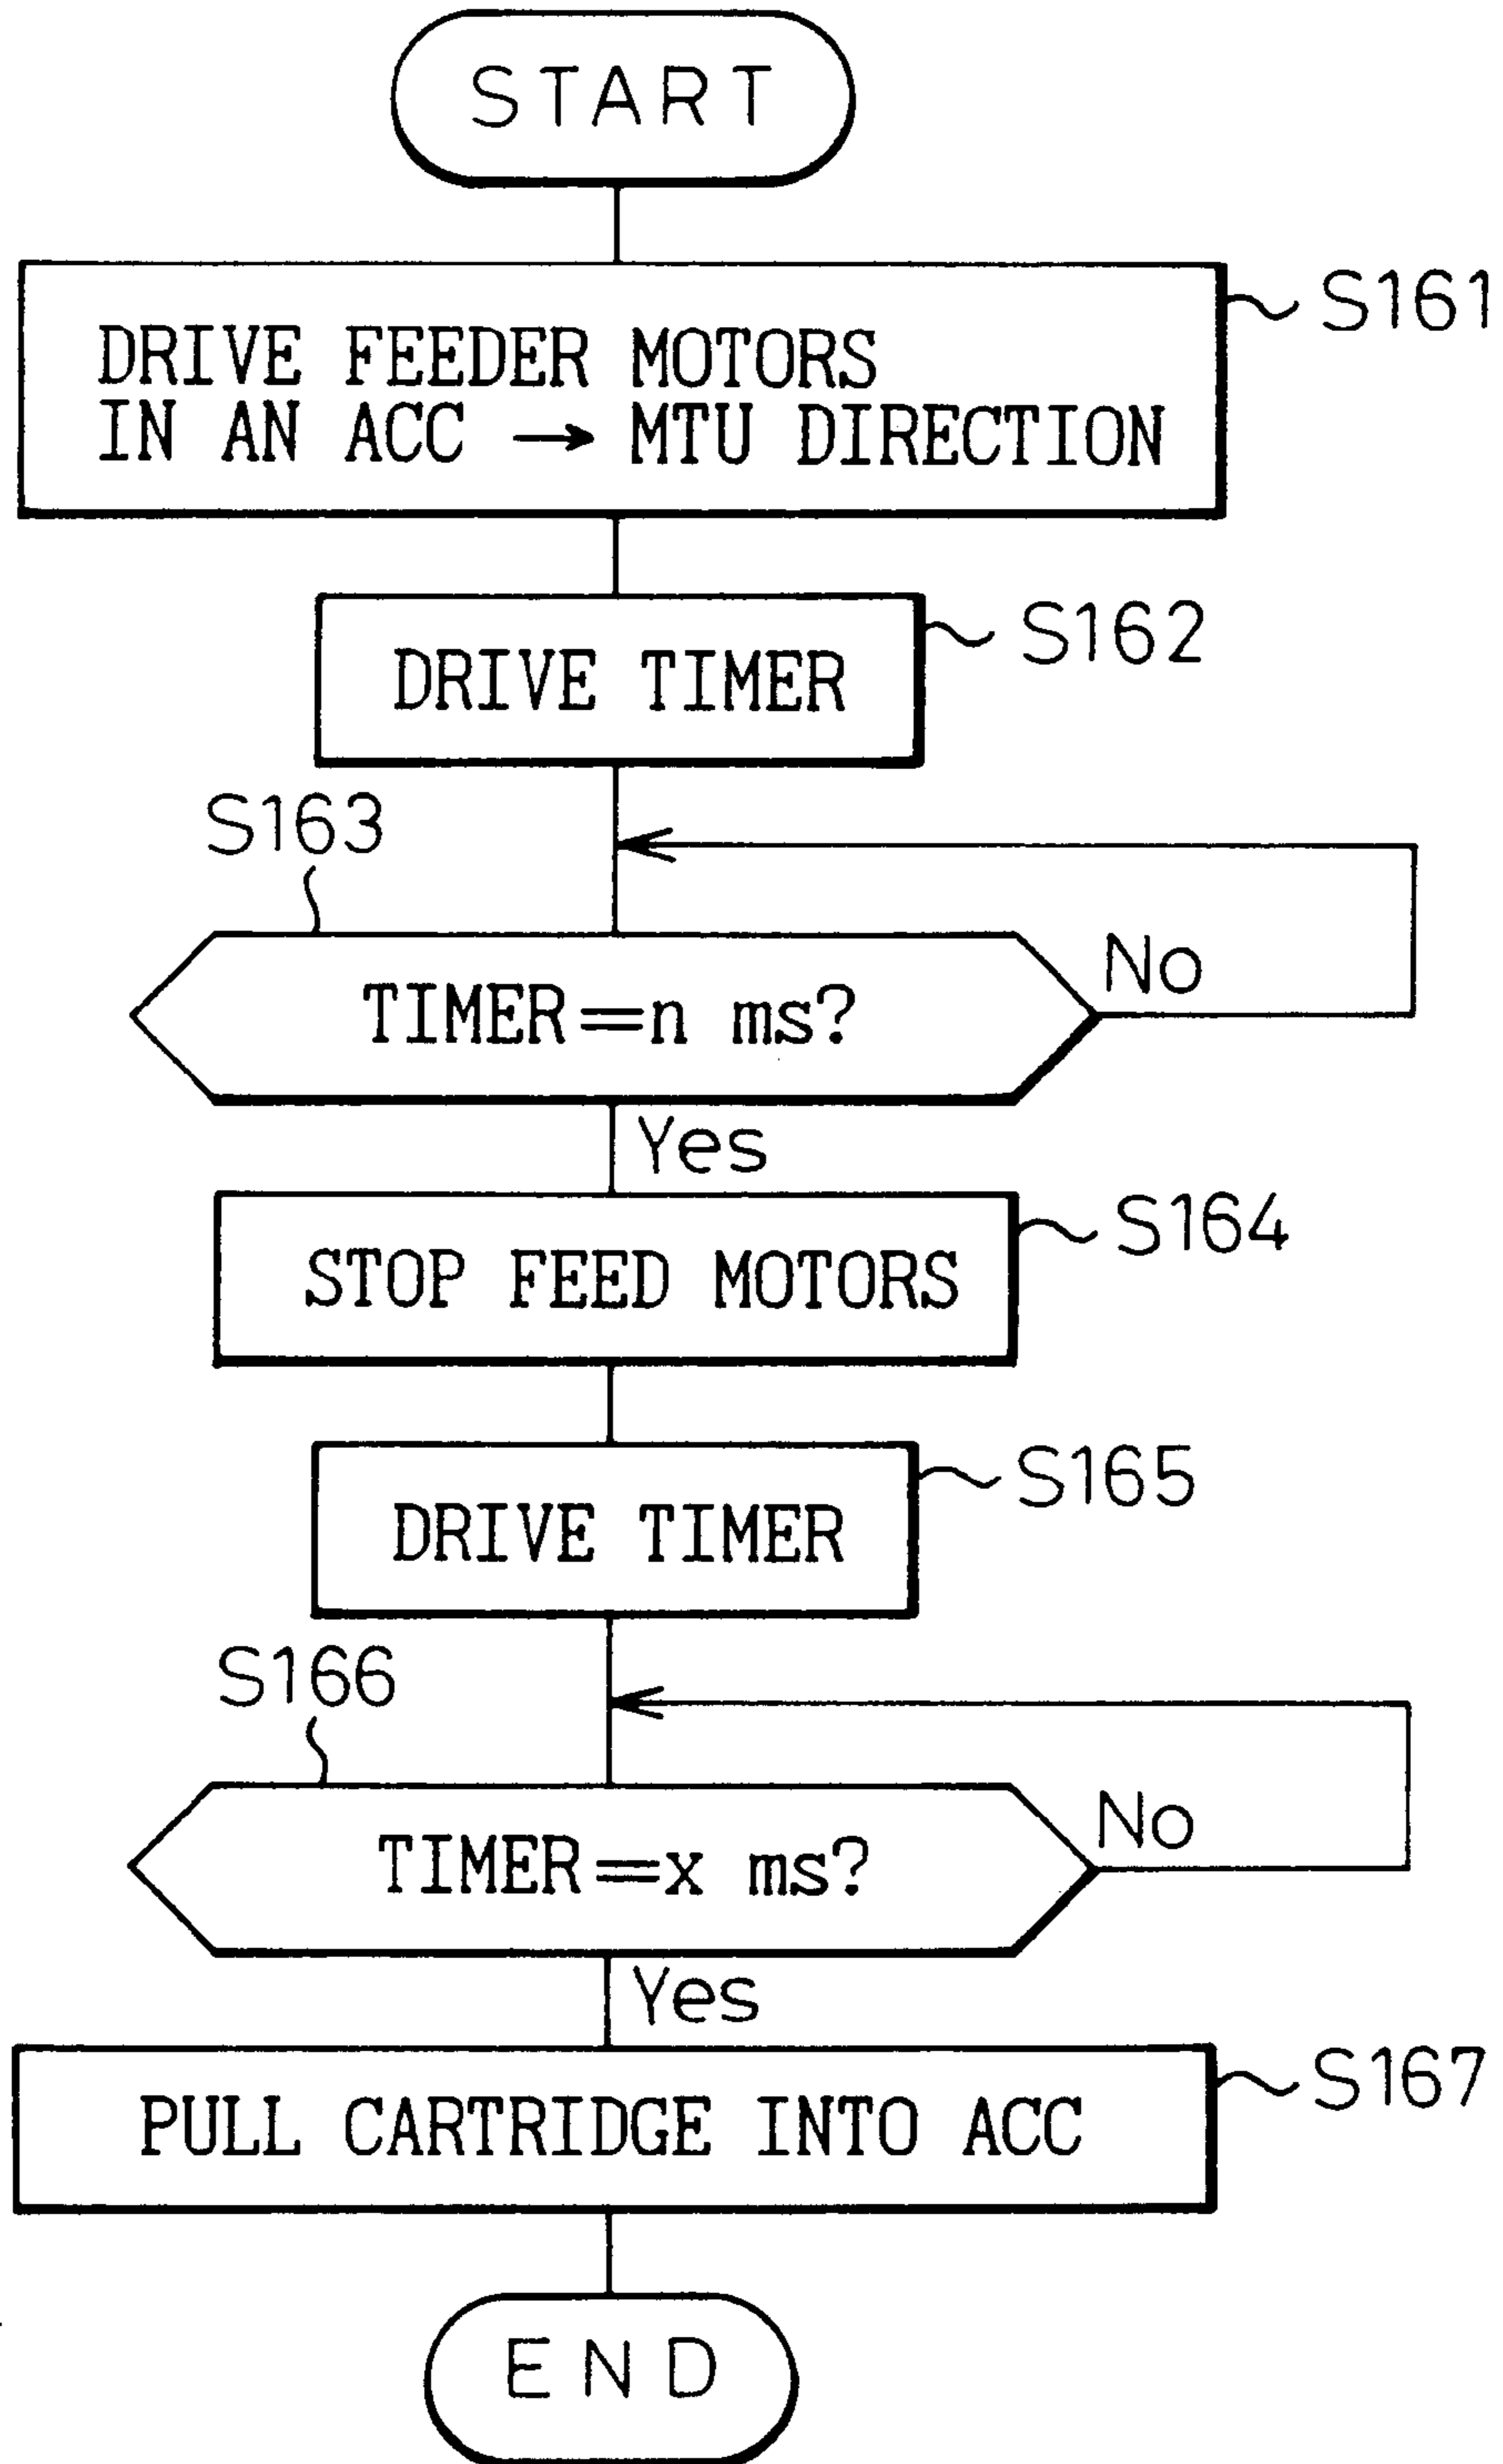 START
S161
DRIVE FEEDER MOTORS
IN AN ACC → MTU DIRECTION
S162
DRIVE TIMER
S163
No
TIMER=n ms?
Yes
S164
STOP FEED MOTORS
S165
DRIVE TIMER
S166
No
TIMER=x ms?
Yes
S167
PULL CARTRIDGE INTO ACC
END